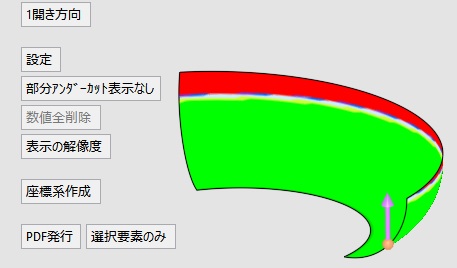 1開き方向
設定
部分ｱﾝﾀﾞｰｶｯﾄ表示なし
数値全削除
表示の解像度
座標系作成
PDF発行 選択要素のみ